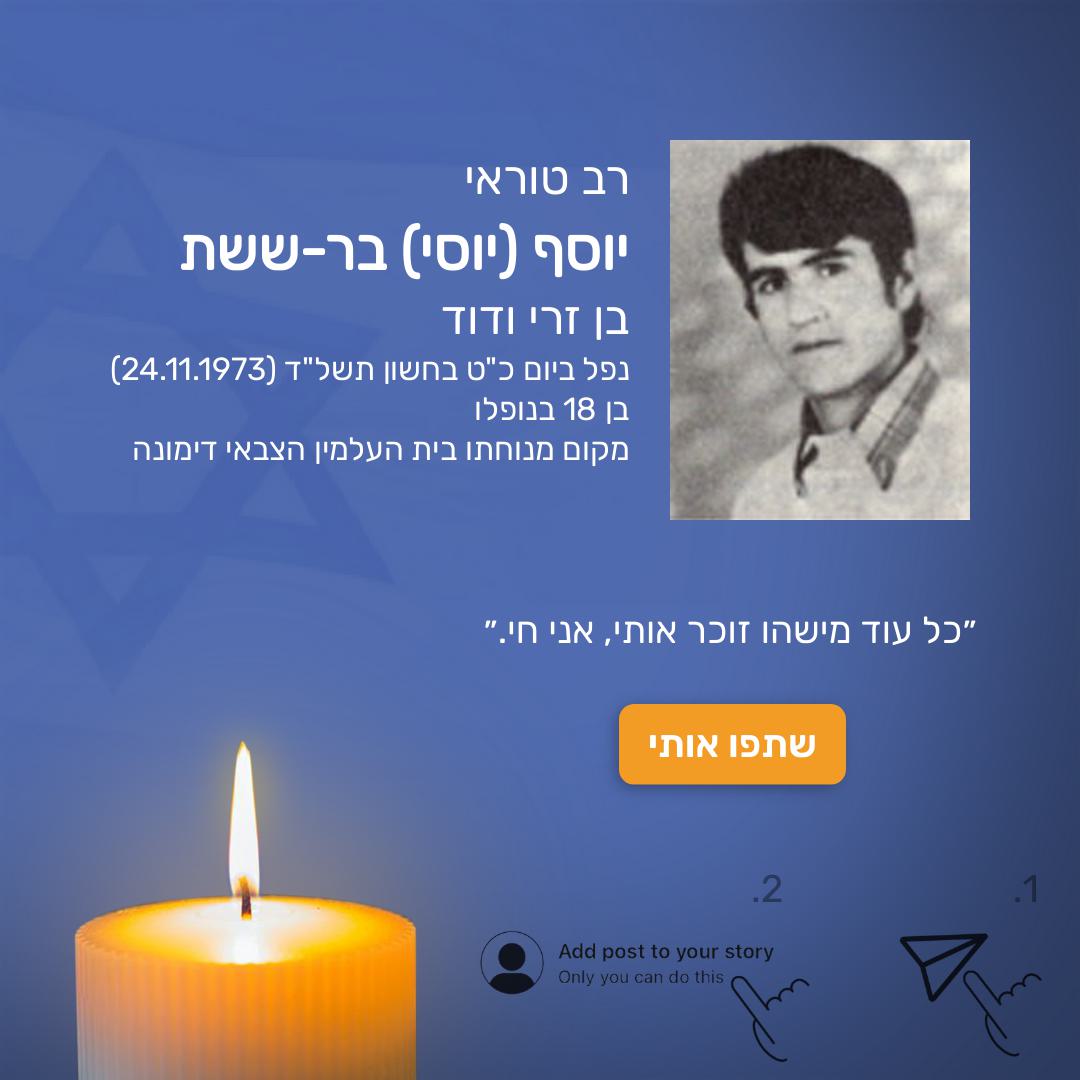 רב טוראי
יוסף (יוסי) בר-ששת
בן זרי ודוד
נפל ביום כ"ט בחשון תשל"ד (24.11.1973)
בן 18 בנופלו
מקום מנוחתו בית העלמין הצבאי דימונה
״כל עוד מישהו זוכר אותי, אני חי.״
שתפו אותי
1.
2.
Add post to your story
Only you can do this